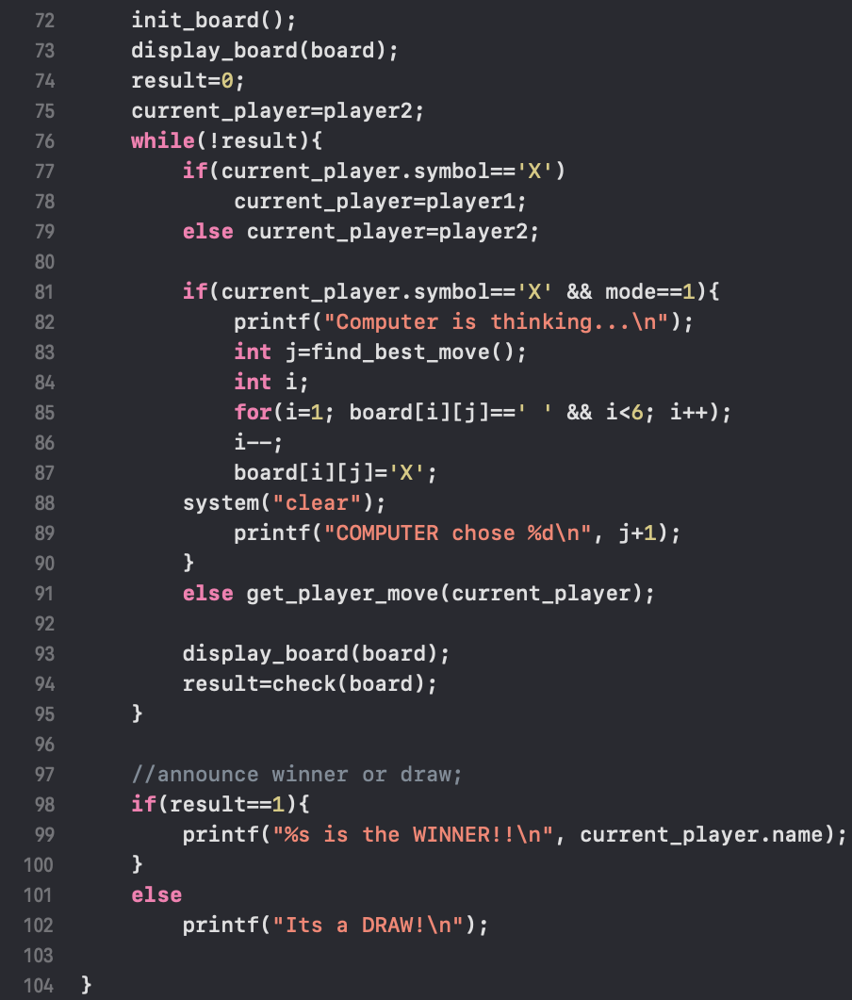 72 init_board();
73 display_board(board);
74 result=0;
75 current_player=player2;
76 while(!result){
77 if(current_player.symbol=='X')
78 current_player=player1;
79 else current_player=player2;
80
81 if(current_player.symbol=='X' && mode==1){
82 printf("Computer is thinking...\n");
83 int j=find_best_move();
84 int i;
85 for(i=1; board[i][j]==' ' && i<6; i++);
86 i--;
87 board[i][j]='X';
88 system("clear");
89 printf("COMPUTER chose %d\n", j+1);
90 }
91 else get_player_move(current_player);
92
93 display_board(board);
94 result=check(board);
95 }
96
97 //announce winner or draw;
98 if(result==1){
99 printf("%s is the WINNER!!\n", current_player.name);
100 }
101 else
102 printf("Its a DRAW!\n");
103
104 }